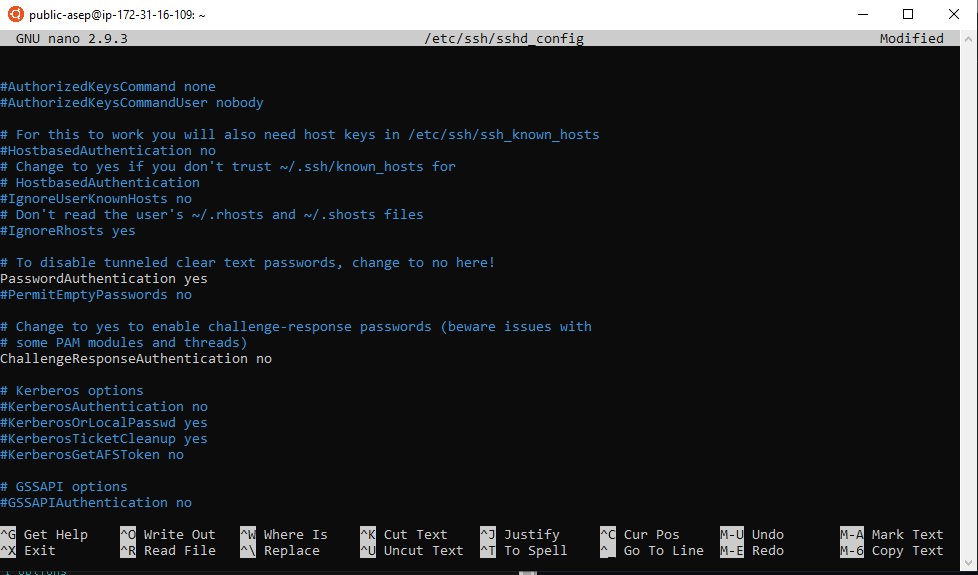 public-asep@ip-172-31-16-109: ~
GNU nano 2.9.3 /etc/ssh/sshd_config Modified
#AuthorizedKeysCommand none
#AuthorizedKeysCommandUser nobody
# For this to work you will also need host keys in /etc/ssh/ssh_known_hosts
#HostbasedAuthentication no
# Change to yes if you don't trust ~/.ssh/known_hosts for
# HostbasedAuthentication
#IgnoreUserKnownHosts no
# Don't read the user's ~/.rhosts and ~/.shosts files
#IgnoreRhosts yes
# To disable tunneled clear text passwords, change to no here!
PasswordAuthentication yes
#PermitEmptyPasswords no
# Change to yes to enable challenge-response passwords (beware issues with
# some PAM modules and threads)
ChallengeResponseAuthentication no
# Kerberos options
#KerberosAuthentication no
#KerberosOrLocalPasswd yes
#KerberosTicketCleanup yes
#KerberosGetAFSToken no
# GSSAPI options
#GSSAPIAuthentication no
^G Get Help ^O Write Out ^W Where Is ^K Cut Text ^J Justify ^C Cur Pos M-U Undo M-A Mark Text
^X Exit ^R Read File ^\ Replace ^U Uncut Text ^T To Spell ^_ Go To Line M-E Redo M-6 Copy Text